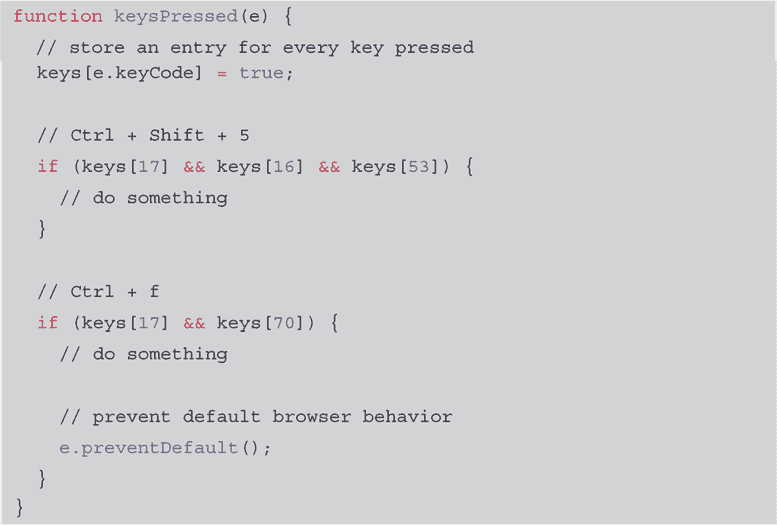 function keysPressed(e) {
  // store an entry for every key pressed
  keys[e.keyCode] = true;

  // Ctrl + Shift + 5
  if (keys[17] && keys[16] && keys[53]) {
    // do something
  }

  // Ctrl + f
  if (keys[17] && keys[70]) {
    // do something

    // prevent default browser behavior
    e.preventDefault();
  }
}